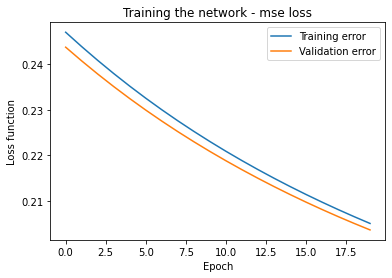 Training the network - mse loss
Training error
Validation error
Loss function
0.24
0.23
0.22
0.21
0.0 2.5 5.0 7.5 10.0 12.5 15.0 17.5
Epoch